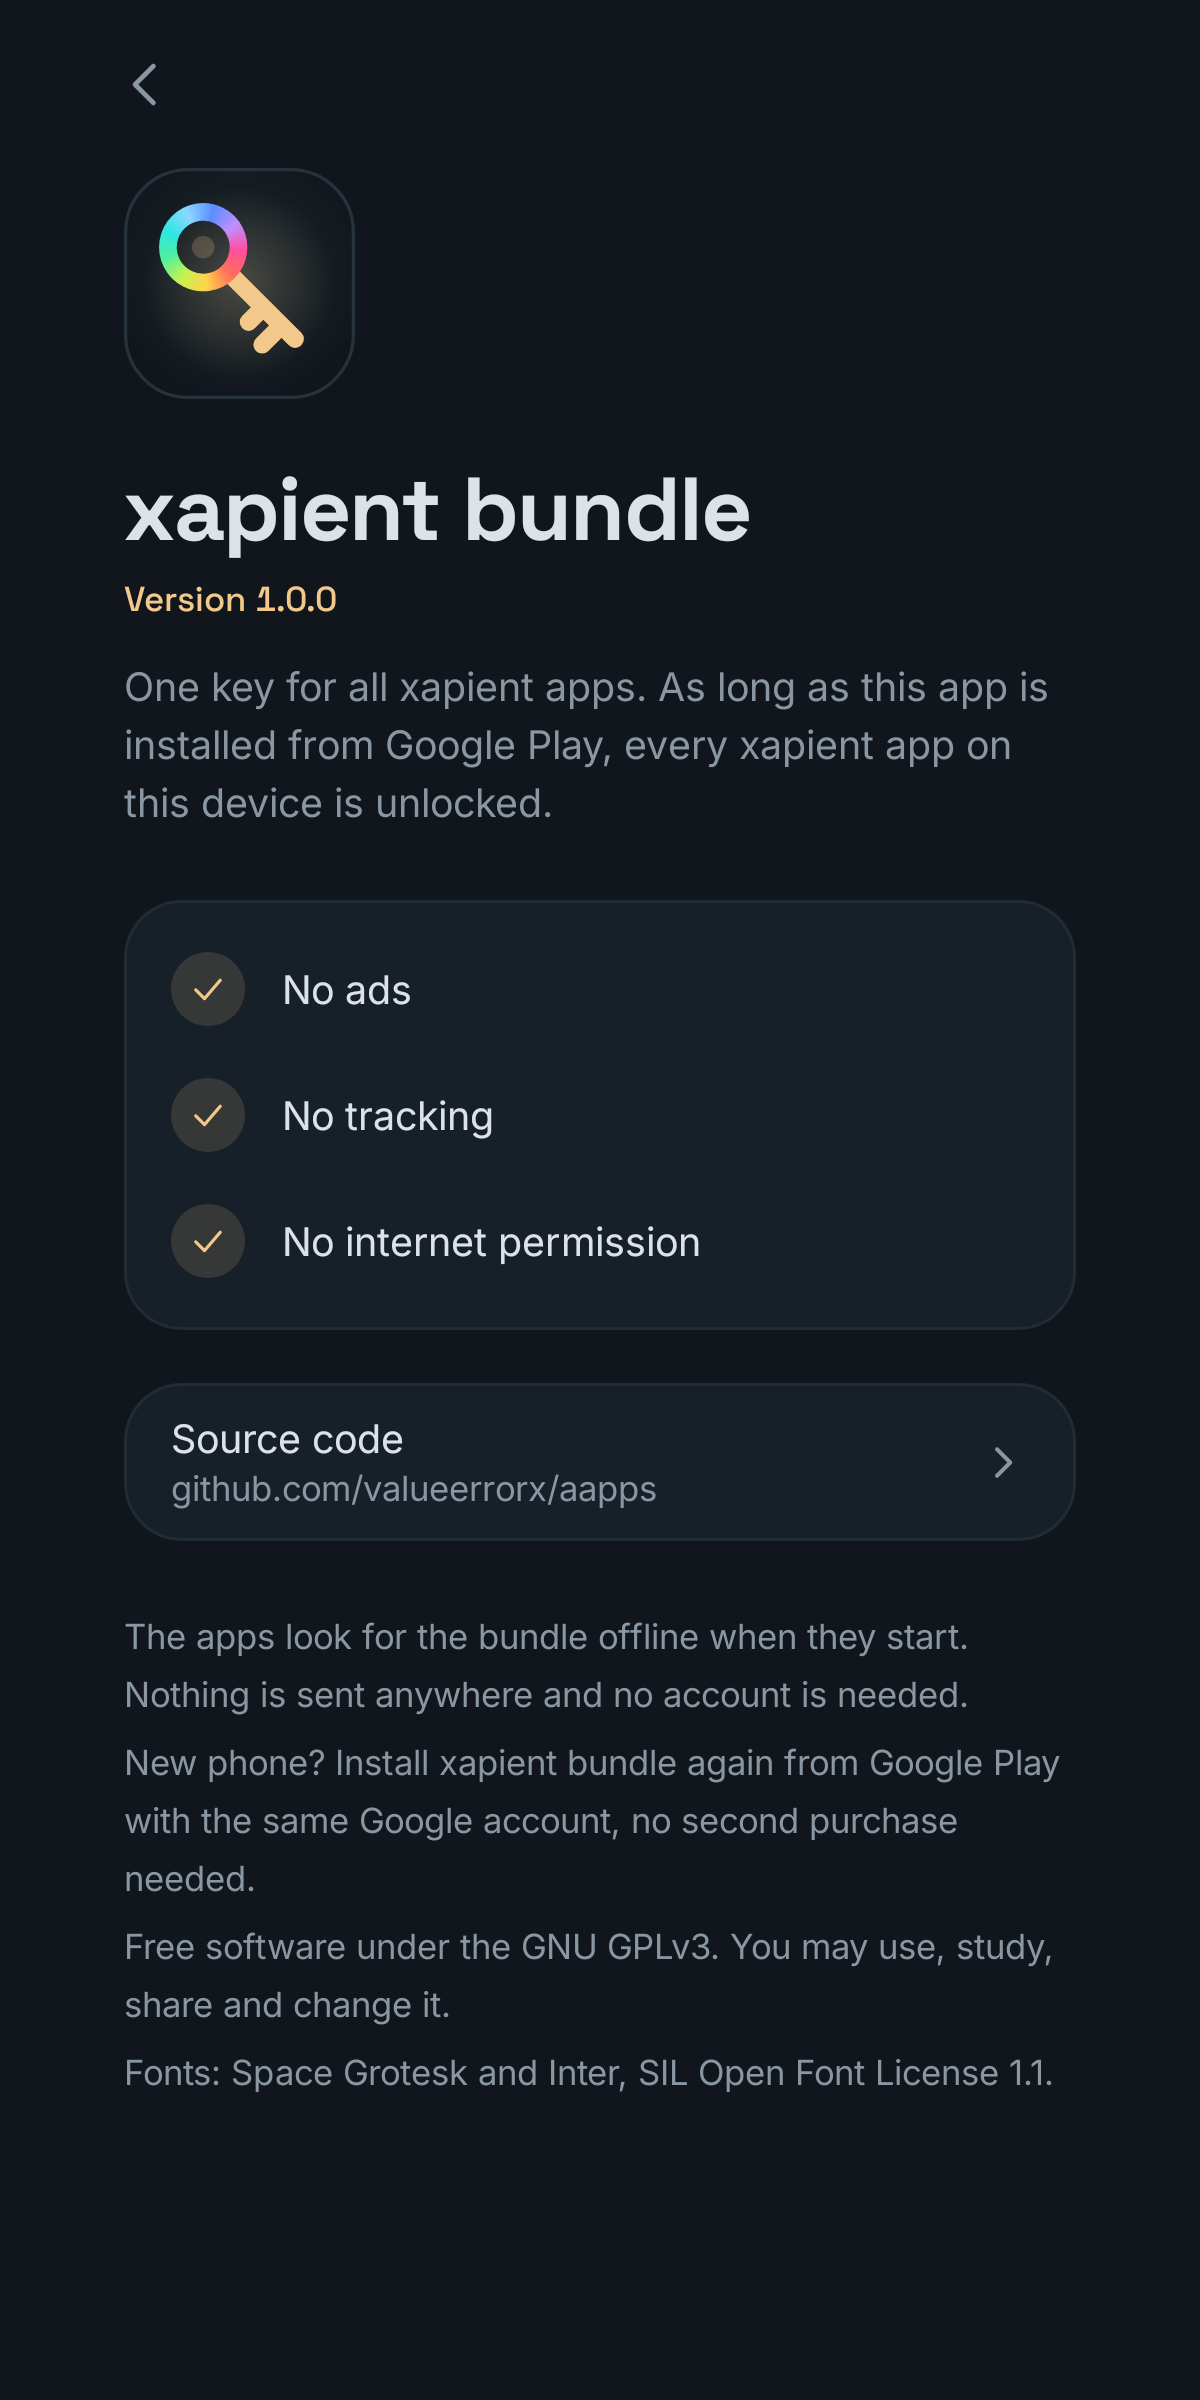 xapient bundle
Version 1.0.0
One key for all xapient apps. As long as this app is
installed from Google Play, every xapient app on
this device is unlocked.
No ads
No tracking
No internet permission
Source code
github.com/valueerrorx/aapps
The apps look for the bundle offline when they start.
Nothing is sent anywhere and no account is needed.
New phone? Install xapient bundle again from Google Play
with the same Google account, no second purchase
needed.
Free software under the GNU GPLv3. You may use, study,
share and change it.
Fonts: Space Grotesk and Inter, SIL Open Font License 1.1.